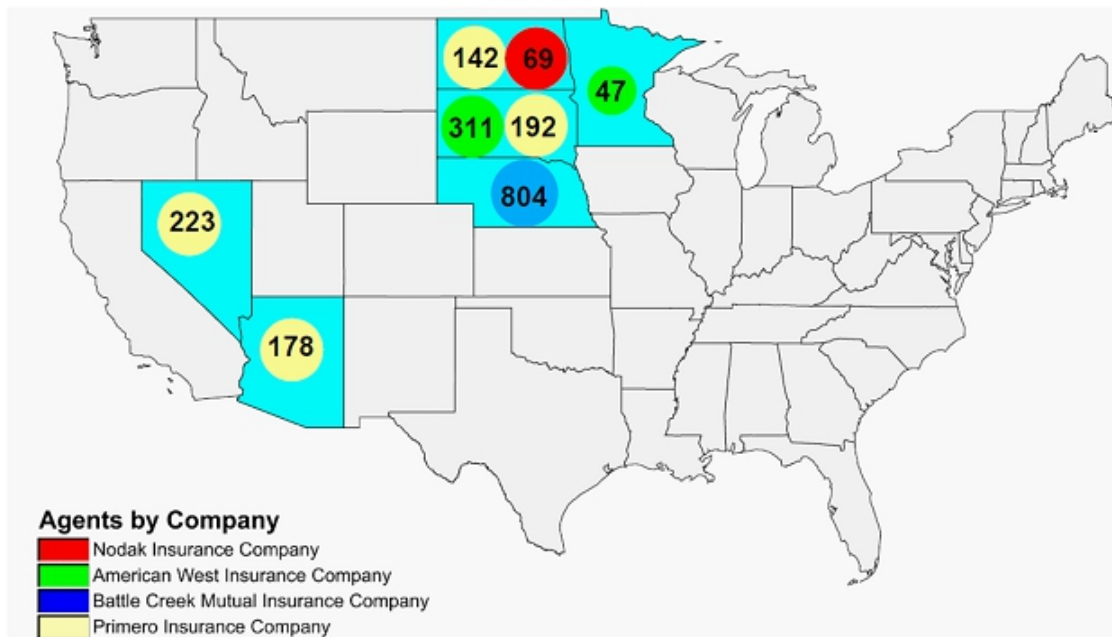 142 69
47
311 192
804
223
178
Agents by Company
Nodak Insurance Company
American West Insurance Company
Battle Creek Mutual Insurance Company
Primero Insurance Company